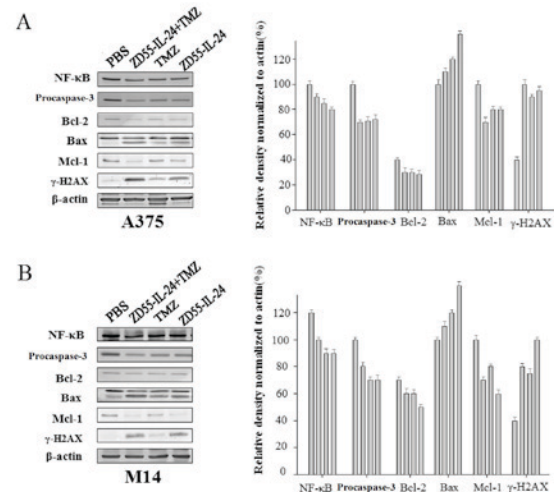 A
PBS
ZD55-IL-24+TMZ
TMZ
ZD55-IL-24
NF-κB
Procaspase-3
Bcl-2
Bax
Mcl-1
γ-H2AX
β-actin
A375
Relative density normalized to actin(%)
140
120
100
80
60
40
20
0
NF-κB Procaspase-3 Bcl-2 Bax Mcl-1 γ-H2AX
B
PBS
ZD55-IL-24+TMZ
TMZ
ZD55-IL-24
NF-κB
Procaspase-3
Bcl-2
Bax
Mcl-1
γ-H2AX
β-actin
M14
Relative density normalized to actin(%)
140
120
100
80
60
40
20
0
NF-κB Procaspase-3 Bcl-2 Bax Mcl-1 γ-H2AX